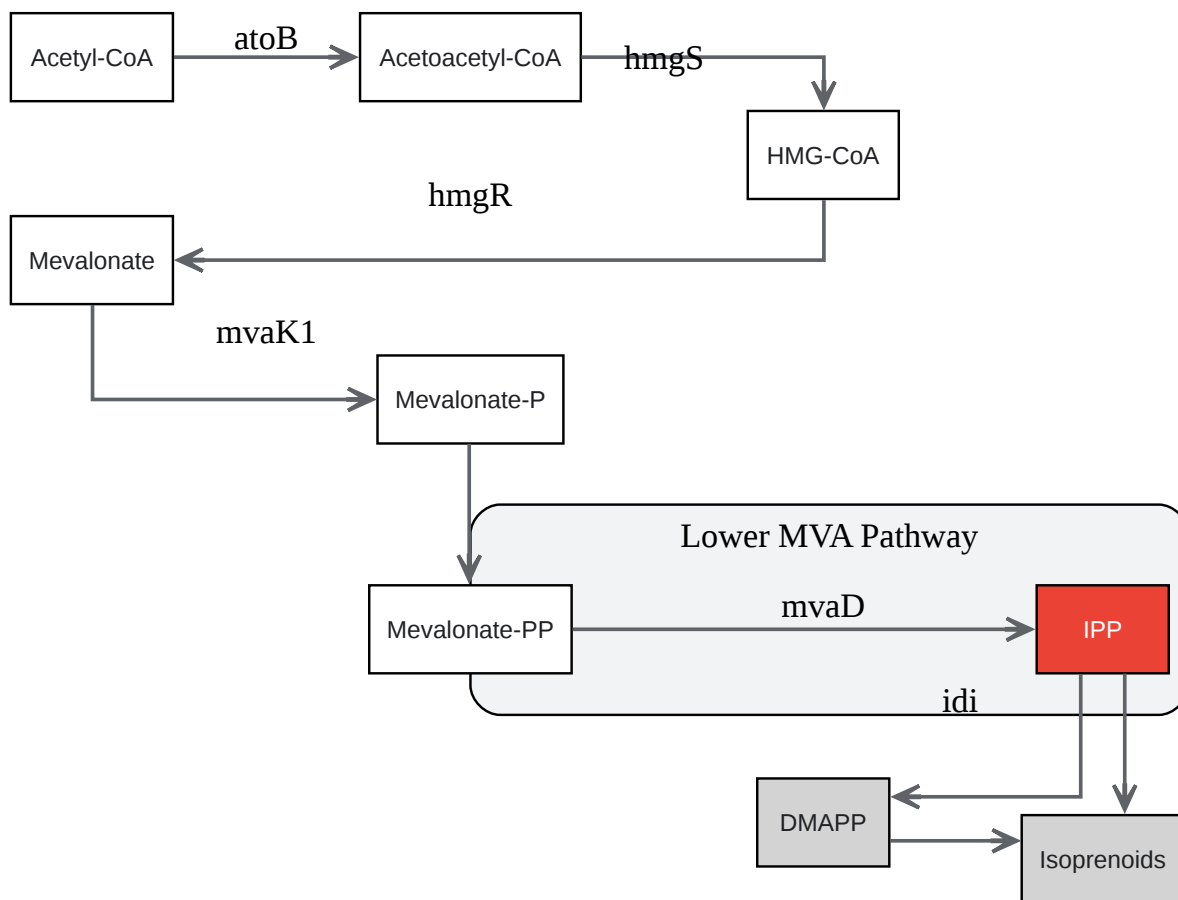 Acetyl-CoA
atoB
Acetoacetyl-CoA
hmgS
HMG-CoA
hmgR
Mevalonate
mvaK1
Mevalonate-P
Lower MVA Pathway
Mevalonate-PP
mvaD
IPP
idi
DMAPP
Isoprenoids